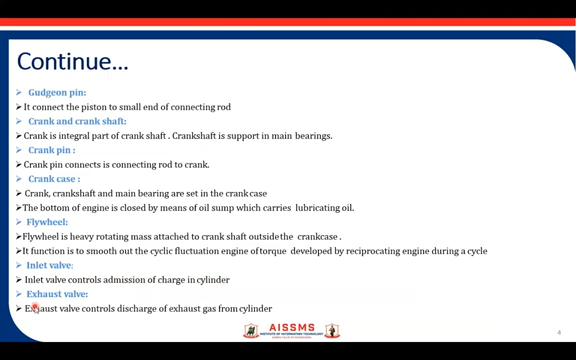 Continue...
Gudgeon pin:
It connect the piston to small end of connecting rod
Crank and crank shaft:
Crank is integral part of crank shaft . Crankshaft is support in main bearings.
Crank pin :
Crank pin connects is connecting rod to crank.
Crank case :
Crank, crankshaft and main bearing are set in the crank case
The bottom of engine is closed by means of oil sump which carries lubricating oil.
Flywheel:
Flywheel is heavy rotating mass attached to crank shaft outside the crankcase .
It function is to smooth out the cyclic fluctuation engine of torque developed by reciprocating engine during a cycle
Inlet valve:
Inlet valve controls admission of charge in cylinder
Exhaust valve:
Exhaust valve controls discharge of exhaust gas from cylinder
AISSMS
INSTITUTE OF INFORMATION TECHNOLOGY
4